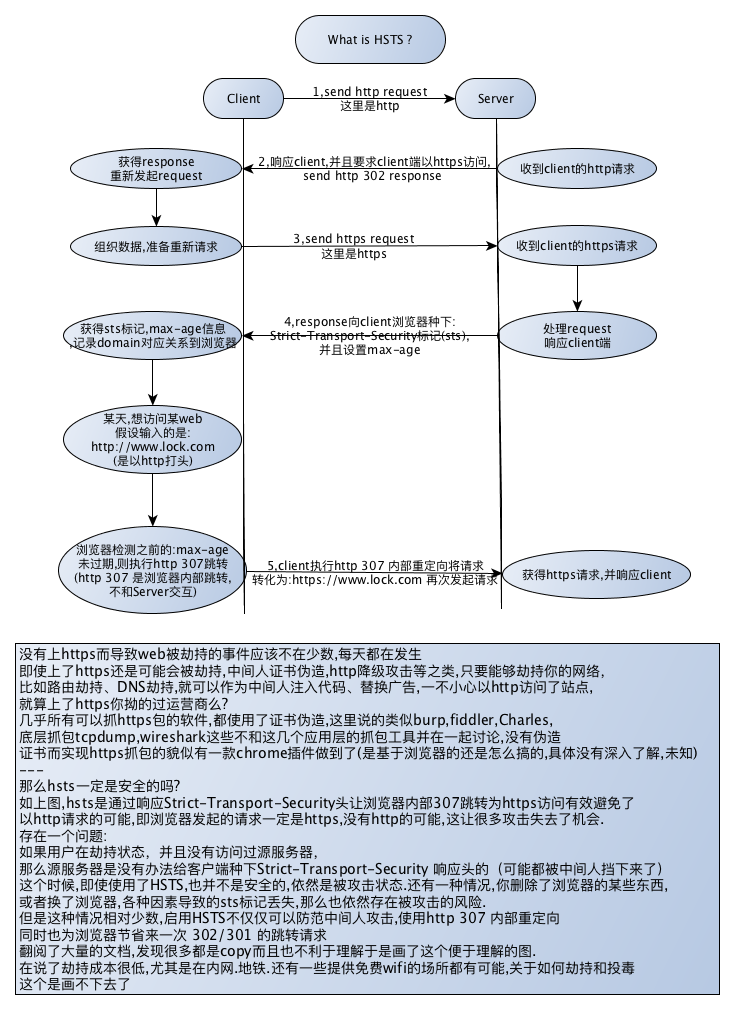 What is HSTS ?
Client
1,send http request
这里是http
Server
获得response
重新发起request
2,响应client,并且要求client端以https访问,
send http 302 response
收到client的http请求
组织数据,准备重新请求
3,send https request
这里是https
收到client的https请求
获得sts标记,max-age信息
,记录domain对应关系到浏览器
4,response向client浏览器种下:
Strict-Transport-Security标记(sts),
并且设置max-age
处理request
响应client端
某天,想访问某web
假设输入的是:
http://www.lock.com
(是以http打头)
浏览器检测之前的:max-age
未过期,则执行http 307跳转
(http 307 是浏览器内部跳转,
不和Server交互)
5,client执行http 307 内部重定向将请求
转化为:https://www.lock.com 再次发起请求
获得https请求,并响应client
没有上https而导致web被劫持的事件应该不在少数,每天都在发生
即使上了https还是可能会被劫持,中间人证书伪造,http降级攻击等之类,只要能够劫持你的网络,
比如路由劫持、DNS劫持,就可以作为中间人注入代码、替换广告,一不小心以http访问了站点,
就算上了https你拗的过运营商么?
几乎所有可以抓https包的软件,都使用了证书伪造,这里说的类似burp,fiddler,Charles,
底层抓包tcpdump,wireshark这些不和这几个应用层的抓包工具并在一起讨论,没有伪造
证书而实现https抓包的貌似有一款chrome插件做到了(是基于浏览器的还是怎么搞的,具体没有深入了解,未知)
---
那么hsts一定是安全的吗?
如上图,hsts是通过响应Strict-Transport-Security头让浏览器内部307跳转为https访问有效避免了
以http请求的可能,即浏览器发起的请求一定是https,没有http的可能,这让很多攻击失去了机会.
存在一个问题:
如果用户在劫持状态，并且没有访问过源服务器,
那么源服务器是没有办法给客户端种下Strict-Transport-Security 响应头的（可能都被中间人挡下来了）
这个时候,即使使用了HSTS,也并不是安全的,依然是被攻击状态.还有一种情况,你删除了浏览器的某些东西,
或者换了浏览器,各种因素导致的sts标记丢失,那么也依然存在被攻击的风险.
但是这种情况相对少数,启用HSTS不仅仅可以防范中间人攻击,使用http 307 内部重定向
同时也为浏览器节省来一次 302/301 的跳转请求
翻阅了大量的文档,发现很多都是copy而且也不利于理解于是画了这个便于理解的图.
在说了劫持成本很低,尤其是在内网.地铁.还有一些提供免费wifi的场所都有可能,关于如何劫持和投毒
这个是画不下去了